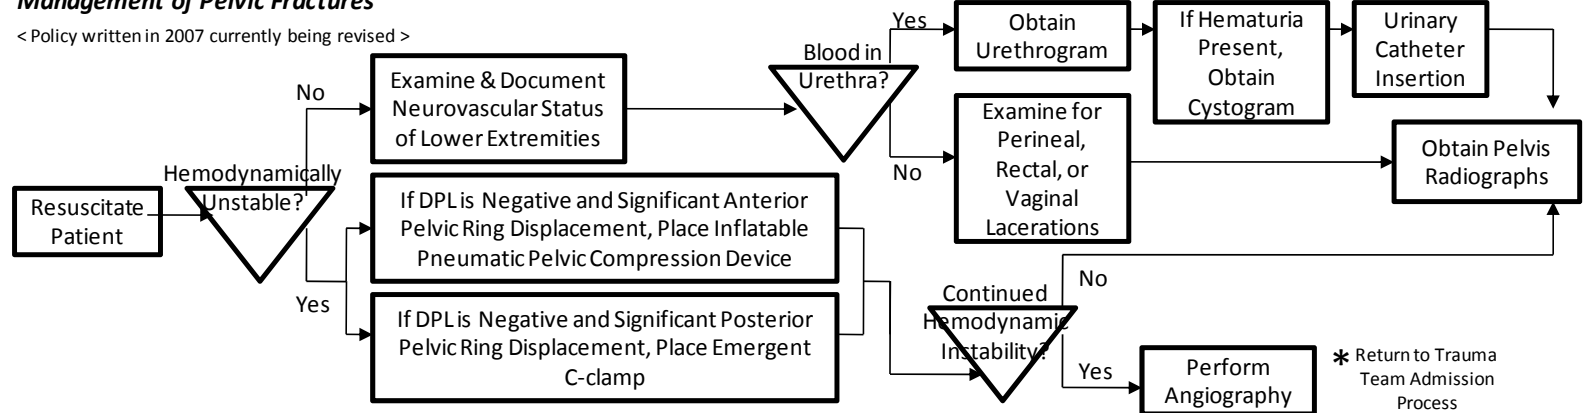 Management of Pelvic Fractures
< Policy written in 2007 currently being revised >
Resuscitate
Patient
Hemodynamically
Unstable?
No
Yes
Examine & Document
Neurovascular Status
of Lower Extremities
If DPL is Negative and Significant Anterior
Pelvic Ring Displacement, Place Inflatable
Pneumatic Pelvic Compression Device
If DPL is Negative and Significant Posterior
Pelvic Ring Displacement, Place Emergent
C-clamp
Blood in
Urethra?
Yes
No
Obtain
Urethrogram
If Hematuria
Present,
Obtain
Cystogram
Urinary
Catheter
Insertion
Examine for
Perineal,
Rectal, or
Vaginal
Lacerations
Obtain Pelvis
Radiographs
Continued
Hemodynamic
Instability?
No
Yes
Perform
Angiography
* Return to Trauma
Team Admission
Process